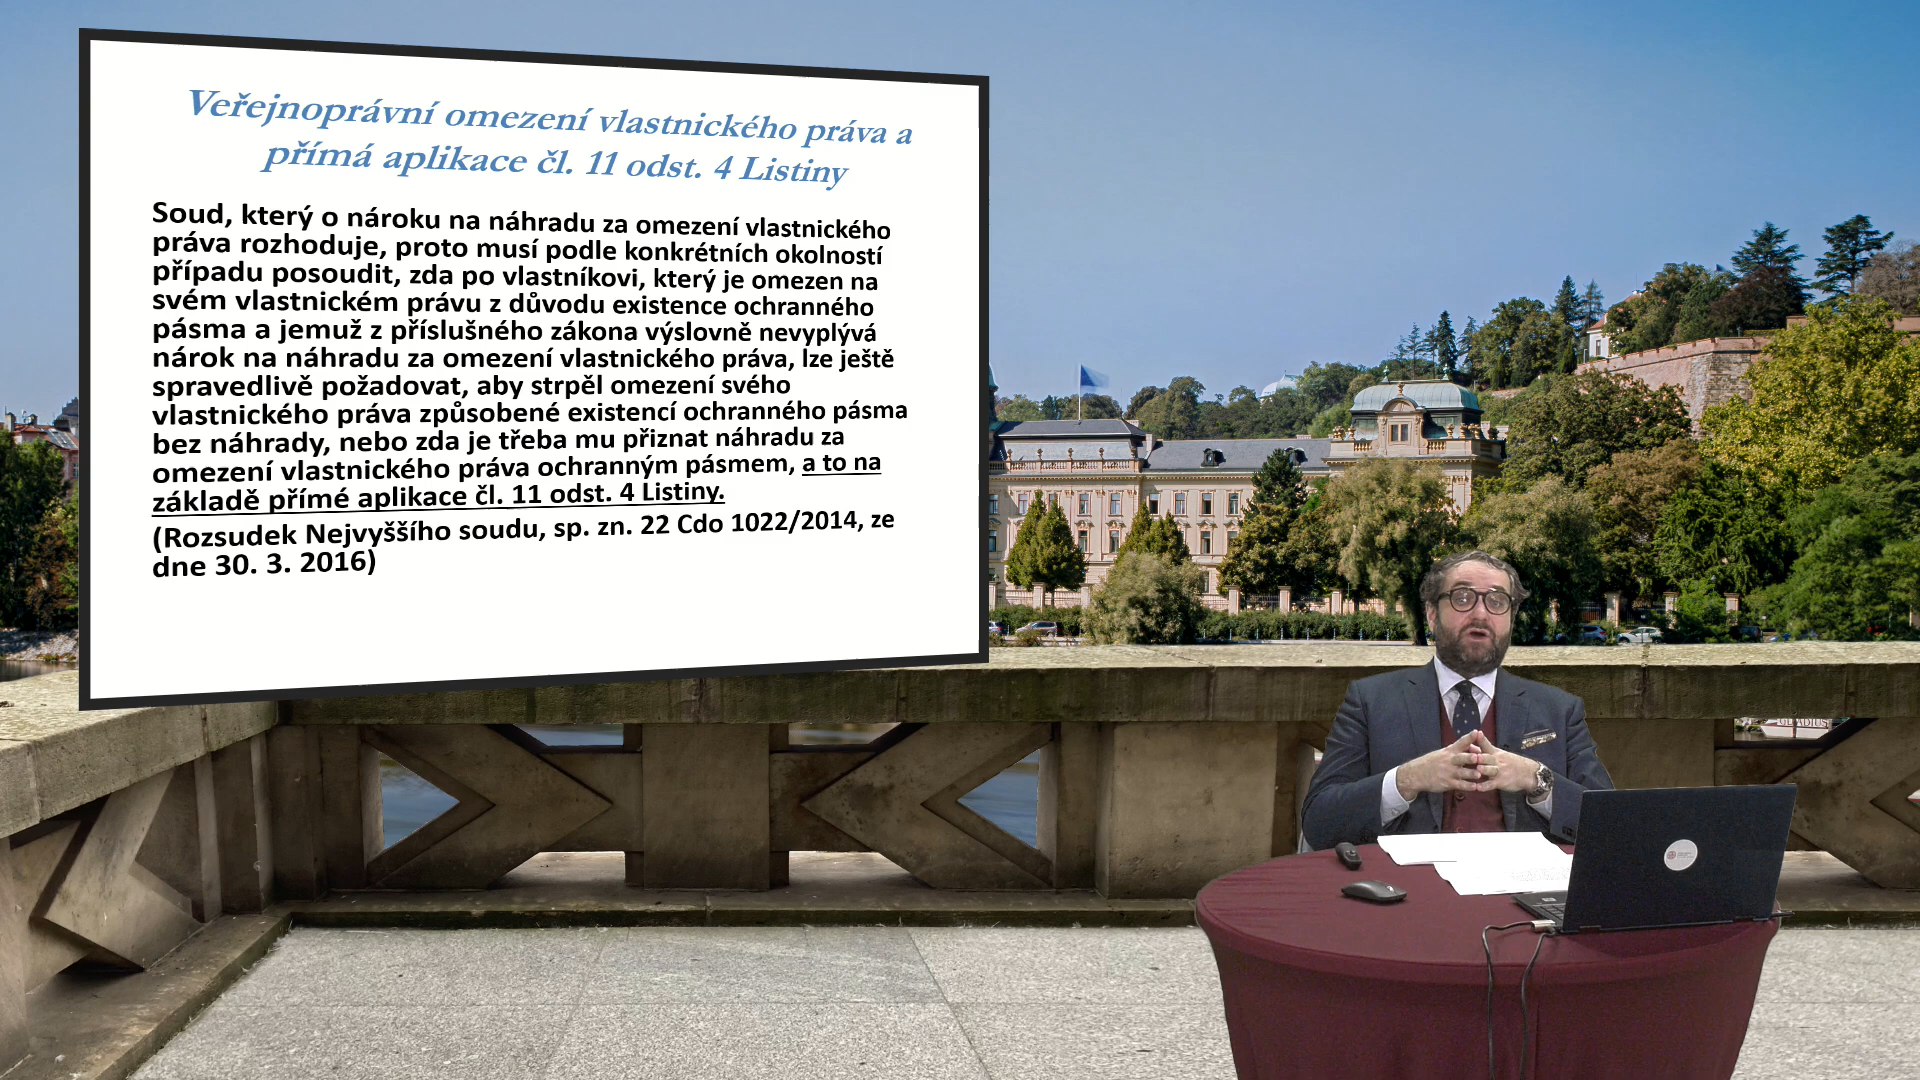 Veřejnoprávní omezení vlastnického práva a
přímá aplikace čl. 11 odst. 4 Listiny
Soud, který o nároku na náhradu za omezení vlastnického
práva rozhoduje, proto musí podle konkrétních okolností
případu posoudit, zda po vlastníkovi, který je omezen na
svém vlastnickém právu z důvodu existence ochranného
pásma a jemuž z příslušného zákona výslovně nevyplývá
nárok na náhradu za omezení vlastnického práva, lze ještě
spravedlivě požadovat, aby strpěl omezení svého
vlastnického práva způsobené existencí ochranného pásma
bez náhrady, nebo zda je třeba mu přiznat náhradu za
omezení vlastnického práva ochranným pásmem, a to na
základě přímé aplikace čl. 11 odst. 4 Listiny.
(Rozsudek Nejvyššího soudu, sp. zn. 22 Cdo 1022/2014, ze
dne 30. 3. 2016)
GLADIUS